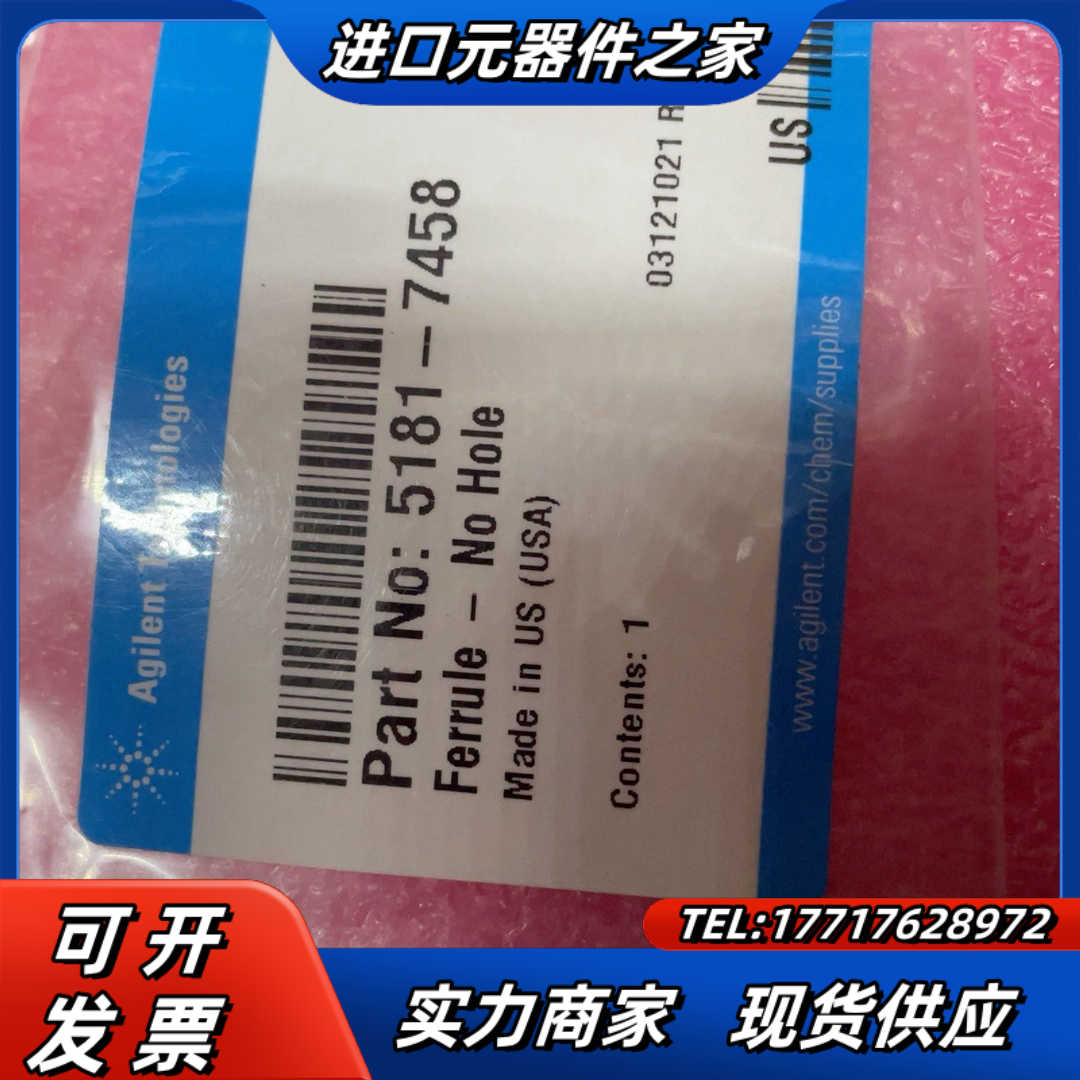 进口元器件之家
Agilent Technologies
Part No: 5181-7458
Ferrule - No Hole
Made in US (USA)
Contents: 1
03121021 R
US
www.agilent.com/chem/supplies
可开
发票
TEL:17717628972
实力商家 现货供应